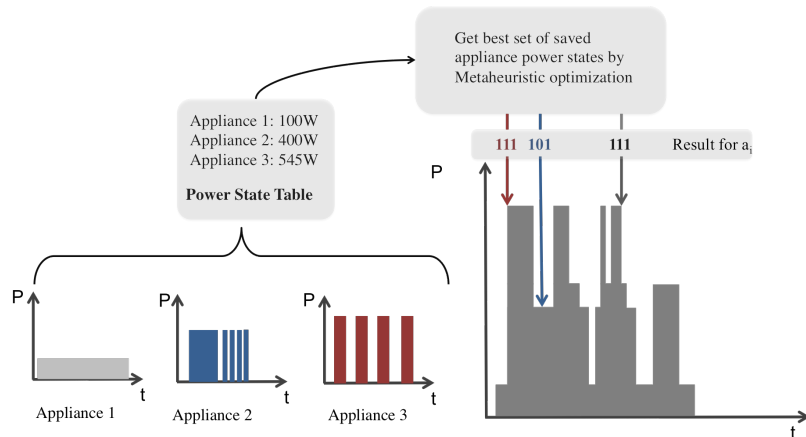 Get best set of saved
appliance power states by
Metaheuristic optimization
Appliance 1: 100W
Appliance 2: 400W
Appliance 3: 545W
Power State Table
111 101 111 Result for ai
P
t
P
t
Appliance 1
P
t
Appliance 2
P
t
Appliance 3